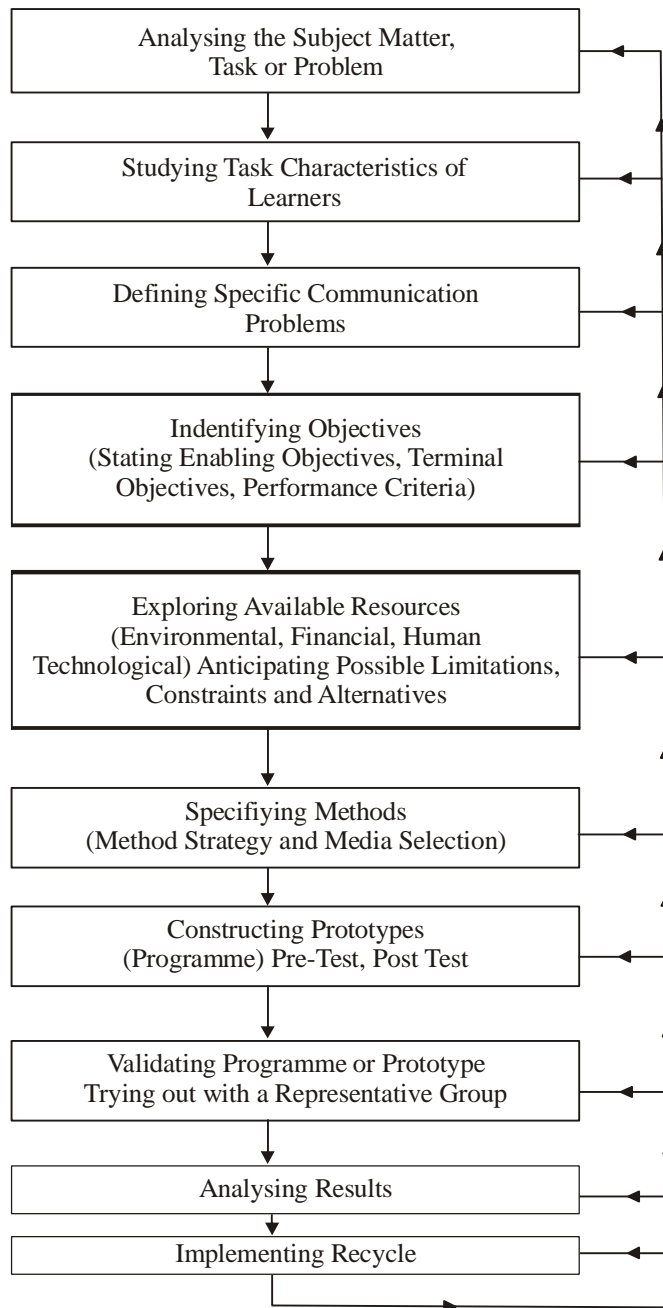 Analysing the Subject Matter,
Task or Problem
Studying Task Characteristics of
Learners
Defining Specific Communication
Problems
Indentifying Objectives
(Stating Enabling Objectives, Terminal
Objectives, Performance Criteria)
Exploring Available Resources
(Environmental, Financial, Human
Technological) Anticipating Possible Limitations,
Constraints and Alternatives
Specifiying Methods
(Method Strategy and Media Selection)
Constructing Prototypes
(Programme) Pre-Test, Post Test
Validating Programme or Prototype
Trying out with a Representative Group
Analysing Results
Implementing Recycle